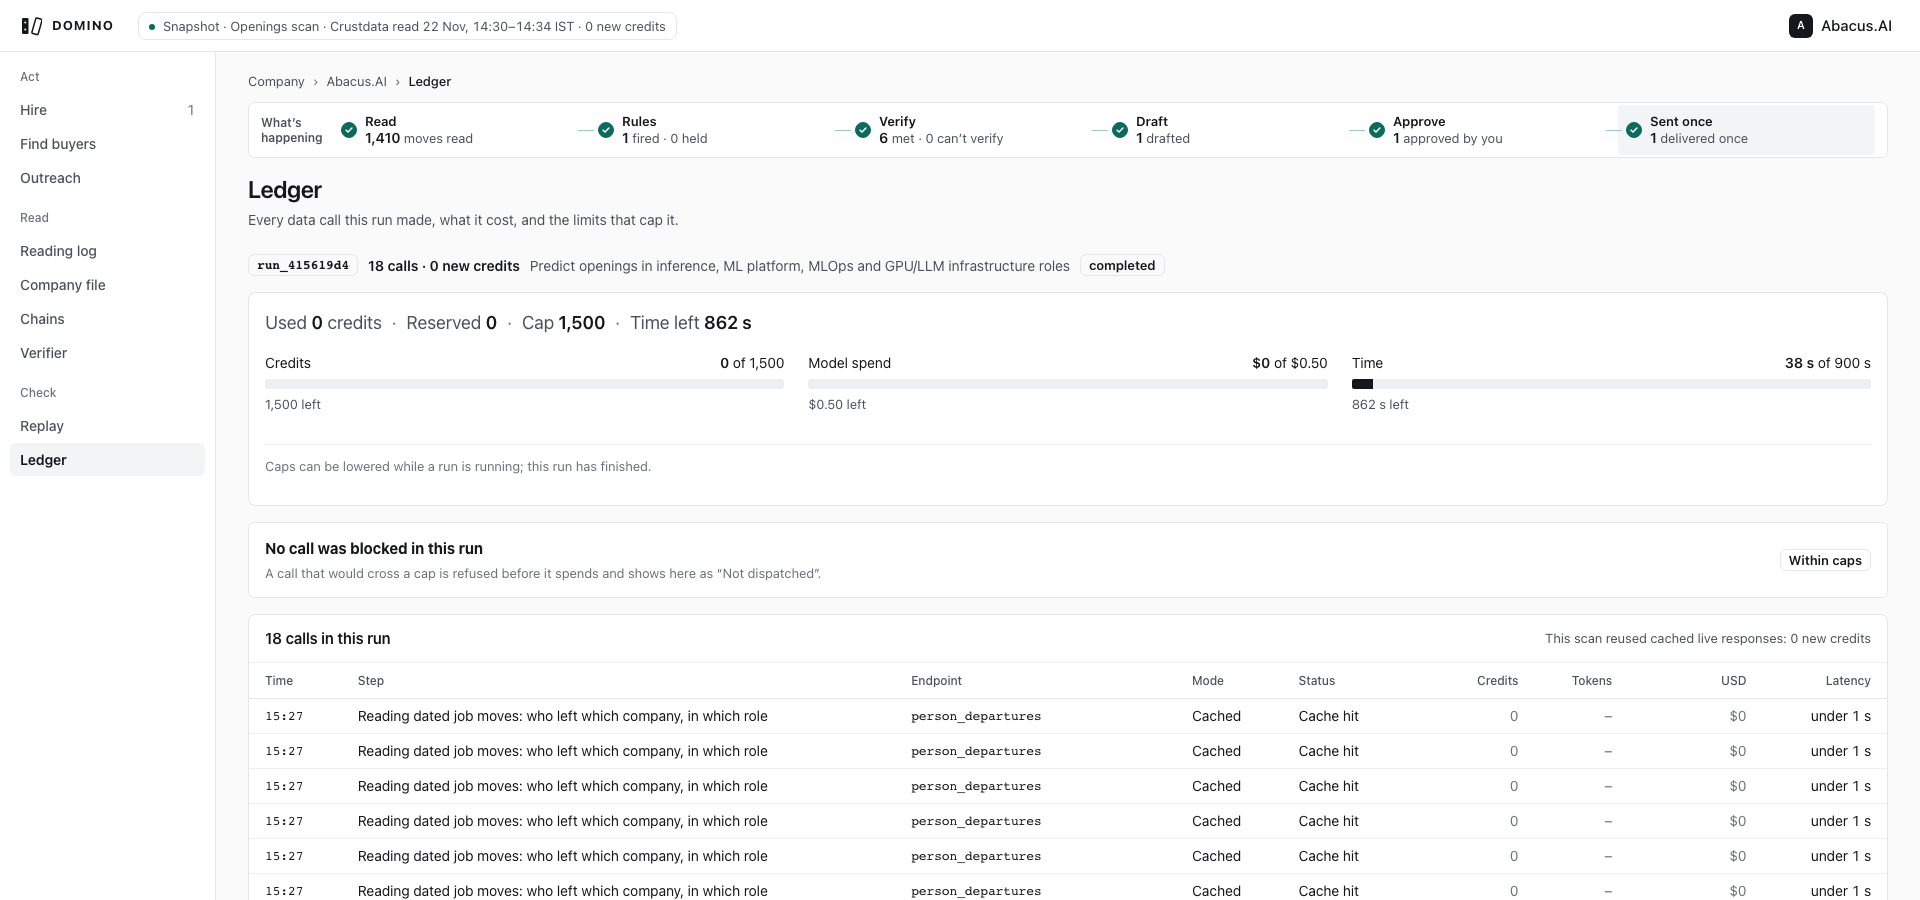 DOMINO
Snapshot · Openings scan · Crustdata read 22 Nov, 14:30–14:34 IST · 0 new credits
A
Abacus.AI
Act
Hire 1
Find buyers
Outreach
Read
Reading log
Company file
Chains
Verifier
Check
Replay
Ledger
Company › Abacus.AI › Ledger
What’s happening
Read
1,410 moves read
Rules
1 fired · 0 held
Verify
6 met · 0 can’t verify
Draft
1 drafted
Approve
1 approved by you
Sent once
1 delivered once
Ledger
Every data call this run made, what it cost, and the limits that cap it.
run_415619d4 18 calls · 0 new credits Predict openings in inference, ML platform, MLOps and GPU/LLM infrastructure roles completed
Used 0 credits · Reserved 0 · Cap 1,500 · Time left 862 s
Credits 0 of 1,500
1,500 left
Model spend $0 of $0.50
$0.50 left
Time 38 s of 900 s
862 s left
Caps can be lowered while a run is running; this run has finished.
No call was blocked in this run
A call that would cross a cap is refused before it spends and shows here as “Not dispatched”.
Within caps
18 calls in this run
This scan reused cached live responses: 0 new credits
Time Step Endpoint Mode Status Credits Tokens USD Latency
15:27 Reading dated job moves: who left which company, in which role person_departures Cached Cache hit 0 – $0 under 1 s
15:27 Reading dated job moves: who left which company, in which role person_departures Cached Cache hit 0 – $0 under 1 s
15:27 Reading dated job moves: who left which company, in which role person_departures Cached Cache hit 0 – $0 under 1 s
15:27 Reading dated job moves: who left which company, in which role person_departures Cached Cache hit 0 – $0 under 1 s
15:27 Reading dated job moves: who left which company, in which role person_departures Cached Cache hit 0 – $0 under 1 s
15:27 Reading dated job moves: who left which company, in which role person_departures Cached Cache hit 0 – $0 under 1 s